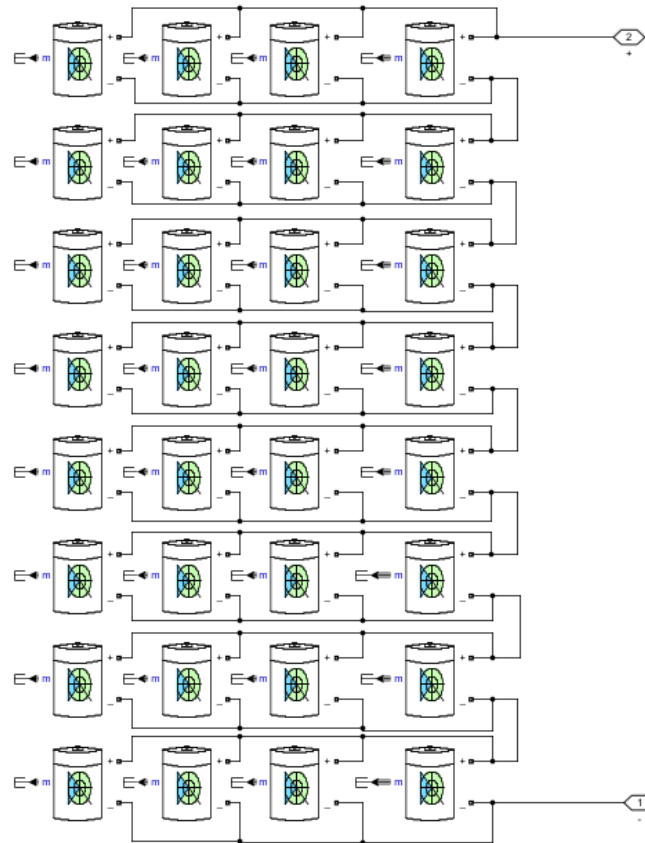 + + + + 2
m m m m +
_ _ _ _
+ + + +
m m m m
_ _ _ _
+ + + +
m m m m
_ _ _ _
+ + + +
m m m m
_ _ _ _
+ + + +
m m m m
_ _ _ _
+ + + +
m m m m
_ _ _ _
+ + + +
m m m m
_ _ _ _
+ + + +
m m m m
_ _ _ _ 1
-